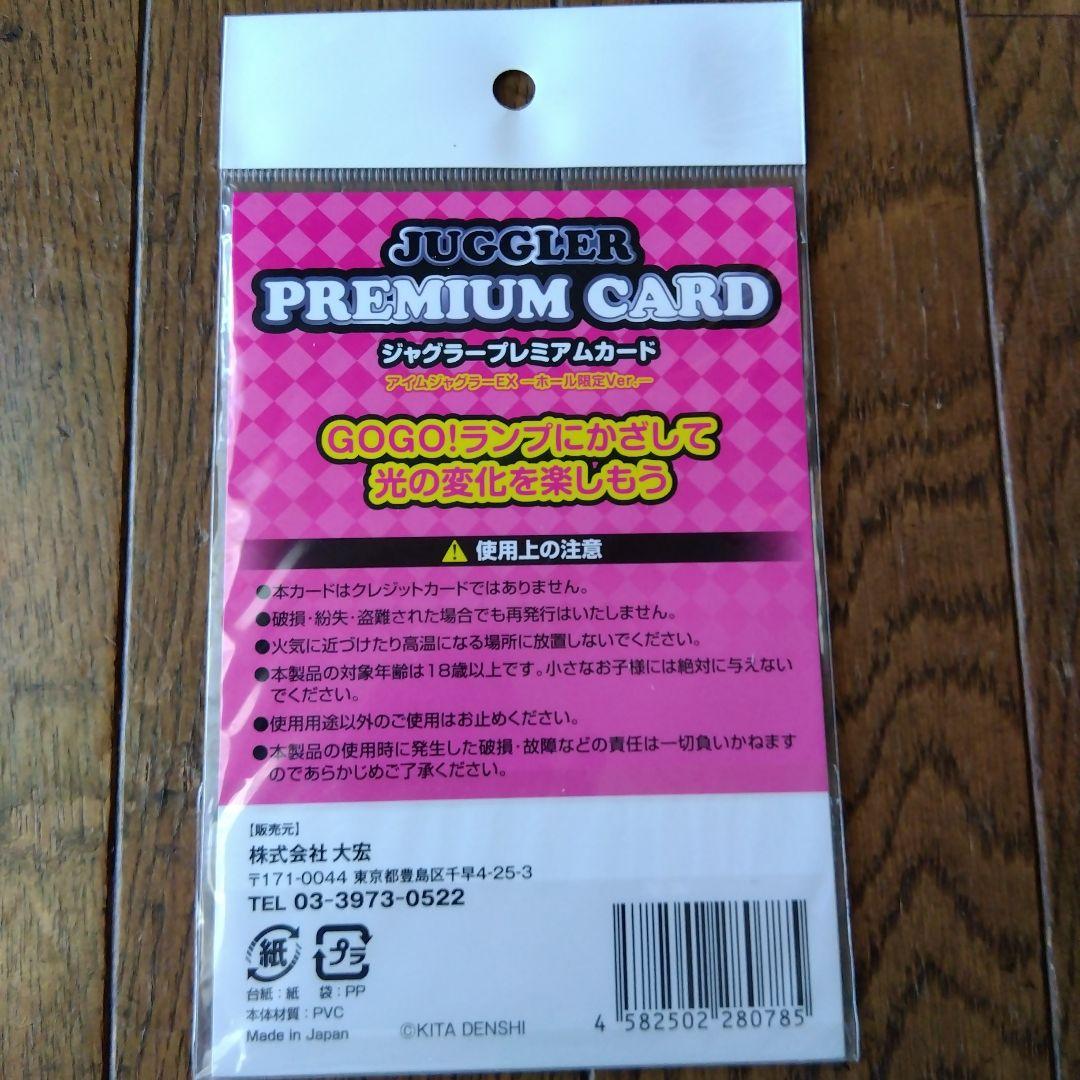 JUGGLER
PREMIUM CARD
ジャグラープレミアムカード
アイムジャグラーEX ーホール限定Ver.ー
GOGO!ランプにかざして
光の変化を楽しもう
使用上の注意
●本カードはクレジットカードではありません。
●破損・紛失・盗難された場合でも再発行はいたしません。
●火気に近づけたり高温になる場所に放置しないでください。
●本製品の対象年齢は18歳以上です。小さなお子様には絶対に与えない
でください。
●使用用途以外のご使用はお止めください。
●本製品の使用時に発生した破損・故障などの責任は一切負いかねます
のであらかじめご了承ください。
【販売元】
株式会社 大宏
〒171-0044 東京都豊島区千早4-25-3
TEL 03-3973-0522
紙 プラ
台紙：紙 袋：PP
本体材質：PVC
Made in Japan
©KITA DENSHI
4 582502 280785